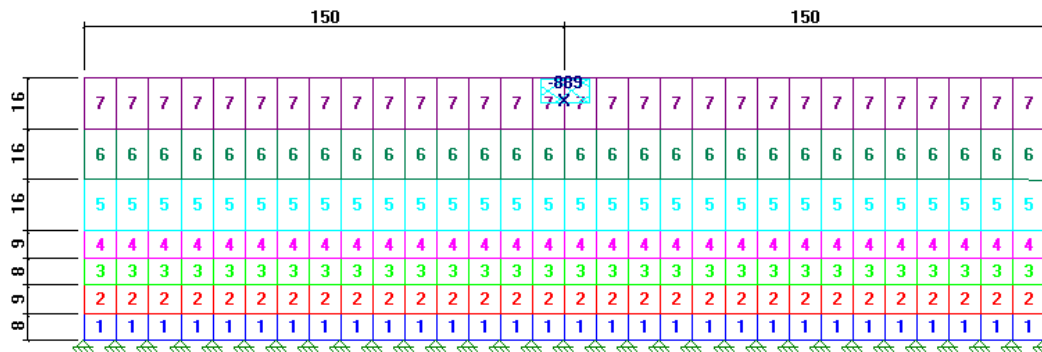 150 150
-889
16 7 7 7 7 7 7 7 7 7 7 7 7 7 7 7 7 7 7 7 7 7 7 7 7 7 7 7 7 7 7
16 6 6 6 6 6 6 6 6 6 6 6 6 6 6 6 6 6 6 6 6 6 6 6 6 6 6 6 6 6 6
16 5 5 5 5 5 5 5 5 5 5 5 5 5 5 5 5 5 5 5 5 5 5 5 5 5 5 5 5 5 5
9 4 4 4 4 4 4 4 4 4 4 4 4 4 4 4 4 4 4 4 4 4 4 4 4 4 4 4 4 4 4
8 3 3 3 3 3 3 3 3 3 3 3 3 3 3 3 3 3 3 3 3 3 3 3 3 3 3 3 3 3 3
9 2 2 2 2 2 2 2 2 2 2 2 2 2 2 2 2 2 2 2 2 2 2 2 2 2 2 2 2 2 2
8 1 1 1 1 1 1 1 1 1 1 1 1 1 1 1 1 1 1 1 1 1 1 1 1 1 1 1 1 1 1